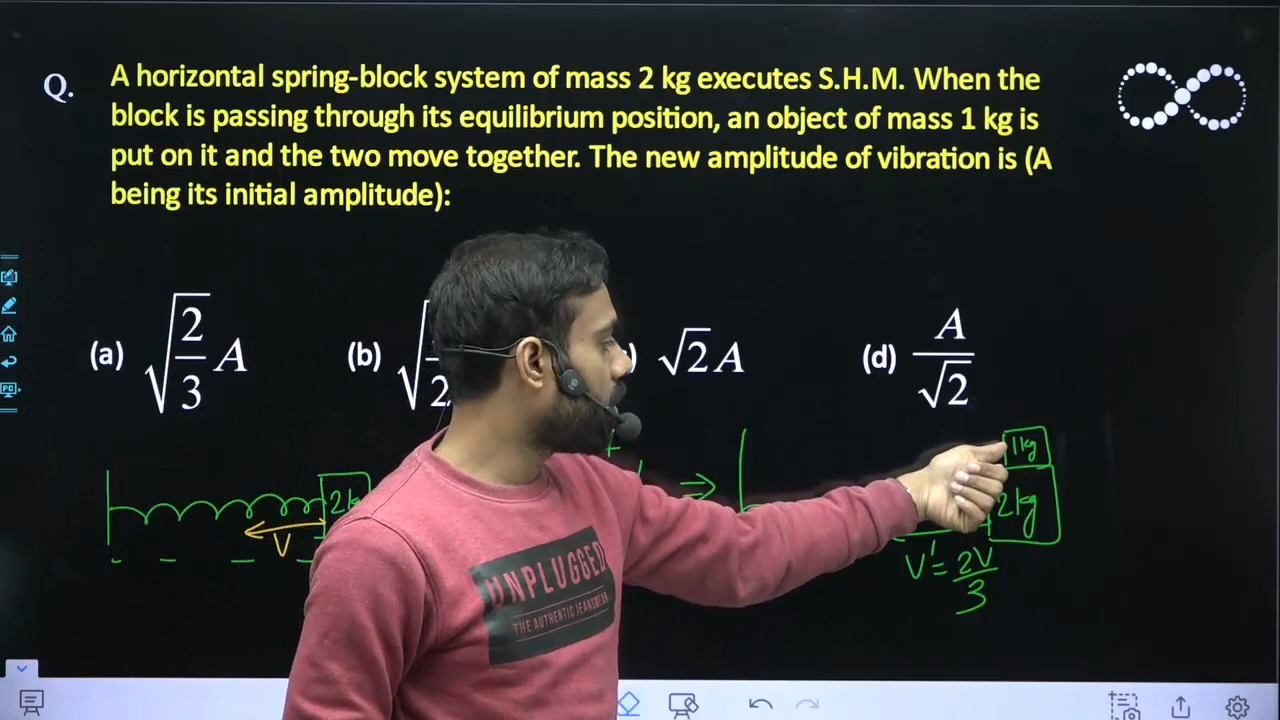 Q. A horizontal spring-block system of mass 2 kg executes S.H.M. When the
block is passing through its equilibrium position, an object of mass 1 kg is
put on it and the two move together. The new amplitude of vibration is (A
being its initial amplitude):
(a) √(2/3) A (b) √ 2 ) √2 A (d) A/√2
1kg
2kg
2k
V
V' = 2V/3
UNPLUGGED
THE AUTHENTIC JEANSWEAR